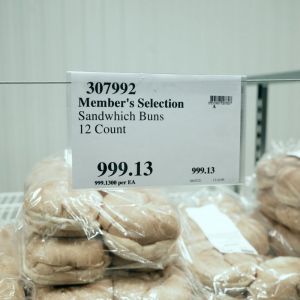 307992
Member's Selection
Sandwhich Buns
12 Count
A
999.13
999.13
999.1300 per EA